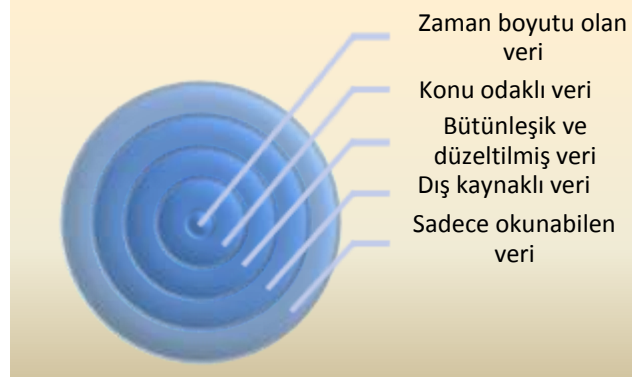 Zaman boyutu olan
veri
Konu odaklı veri
Bütünleşik ve
düzeltilmiş veri
Dış kaynaklı veri
Sadece okunabilen
veri